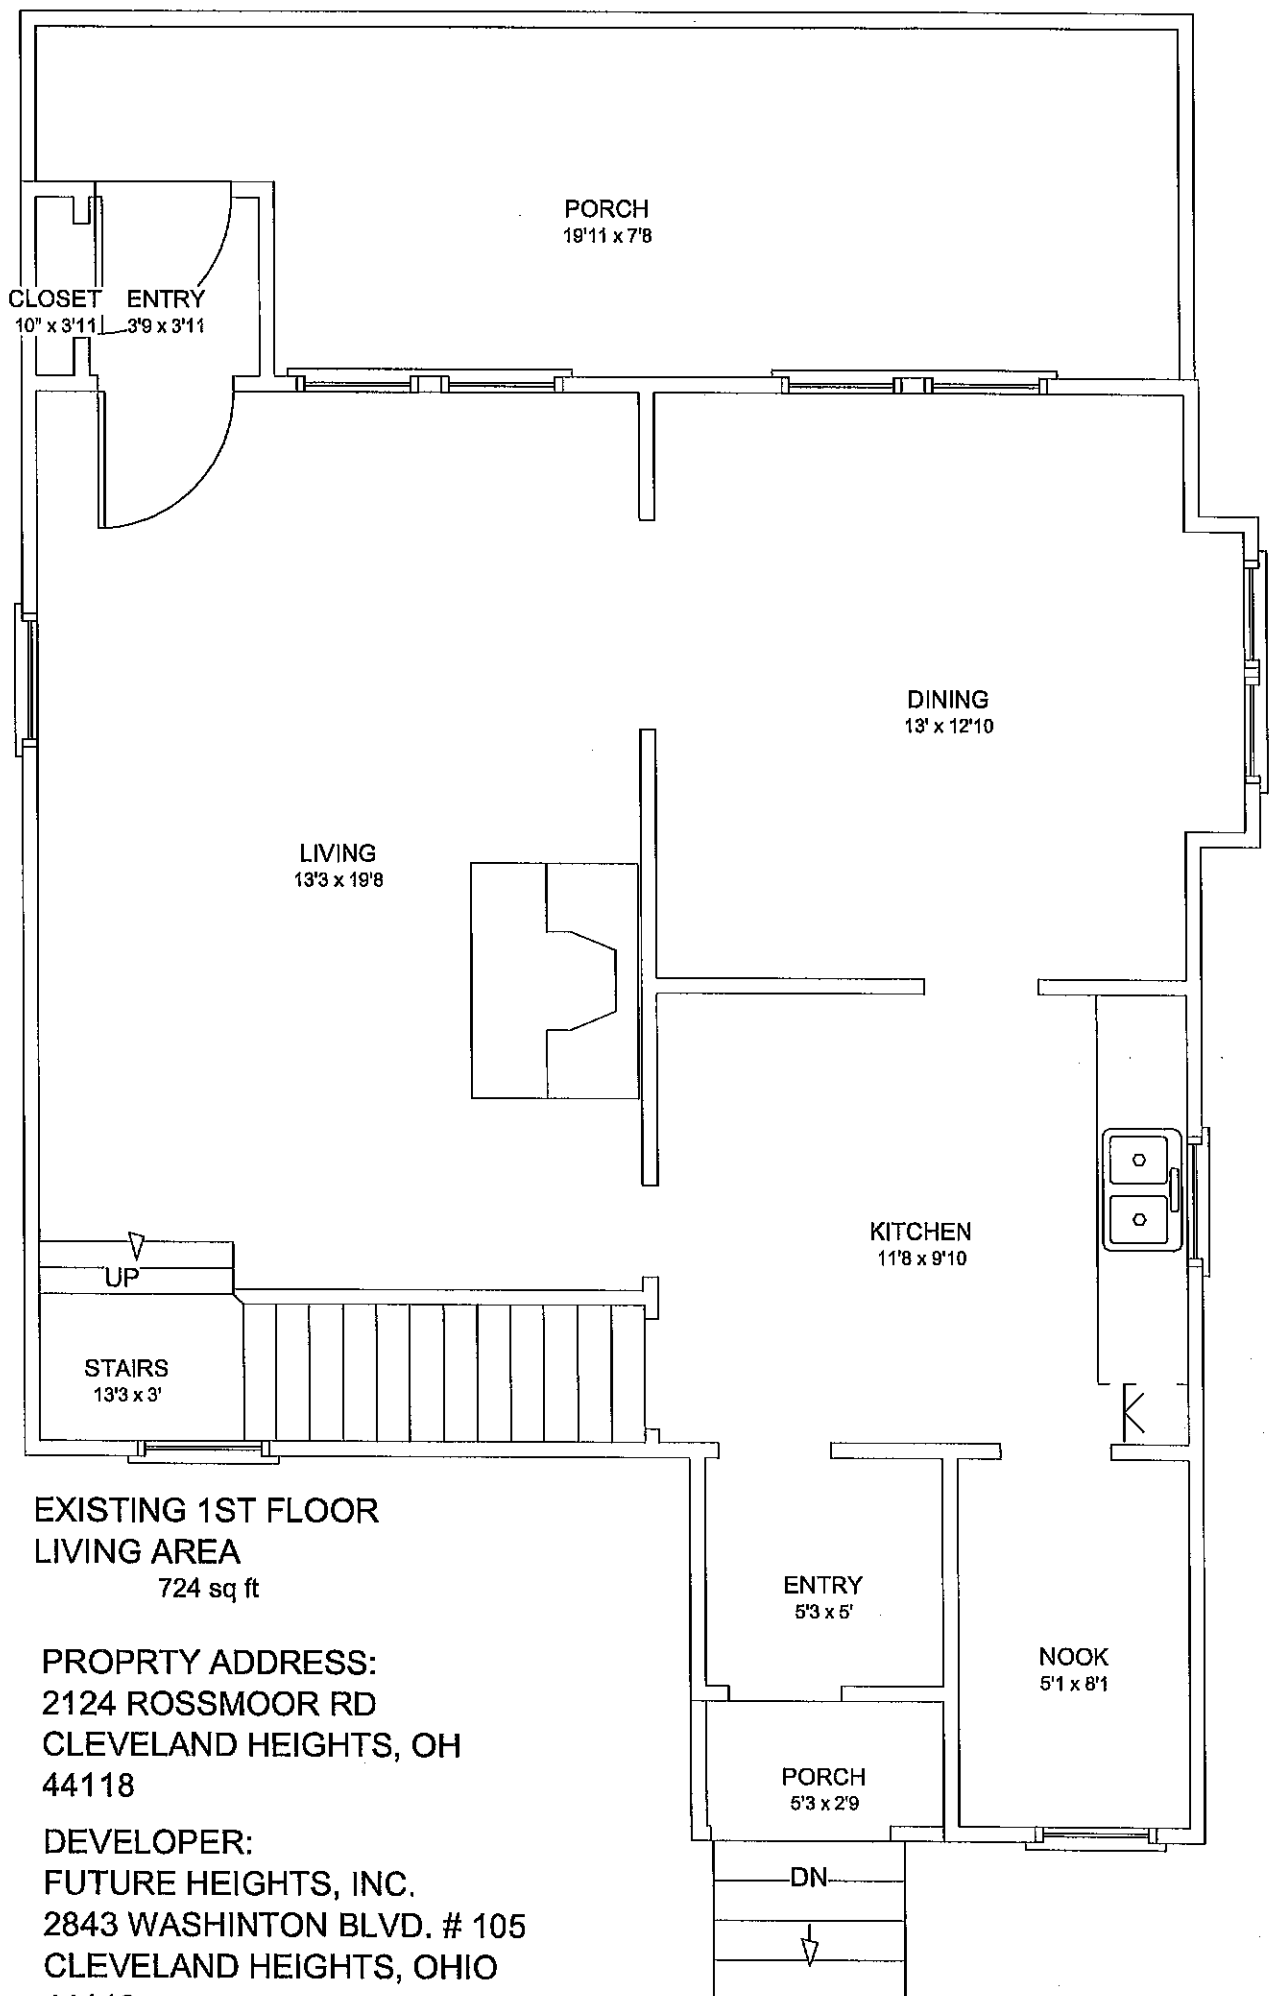 PORCH
19'11 x 7'8
CLOSET
10" x 3'11
ENTRY
3'9 x 3'11
DINING
13' x 12'10
LIVING
13'3 x 19'8
KITCHEN
11'8 x 9'10
UP
STAIRS
13'3 x 3'
EXISTING 1ST FLOOR
LIVING AREA
724 sq ft
ENTRY
5'3 x 5'
NOOK
5'1 x 8'1
PROPRTY ADDRESS:
2124 ROSSMOOR RD
CLEVELAND HEIGHTS, OH
44118
PORCH
5'3 x 2'9
DN
DEVELOPER:
FUTURE HEIGHTS, INC.
2843 WASHINTON BLVD. # 105
CLEVELAND HEIGHTS, OHIO